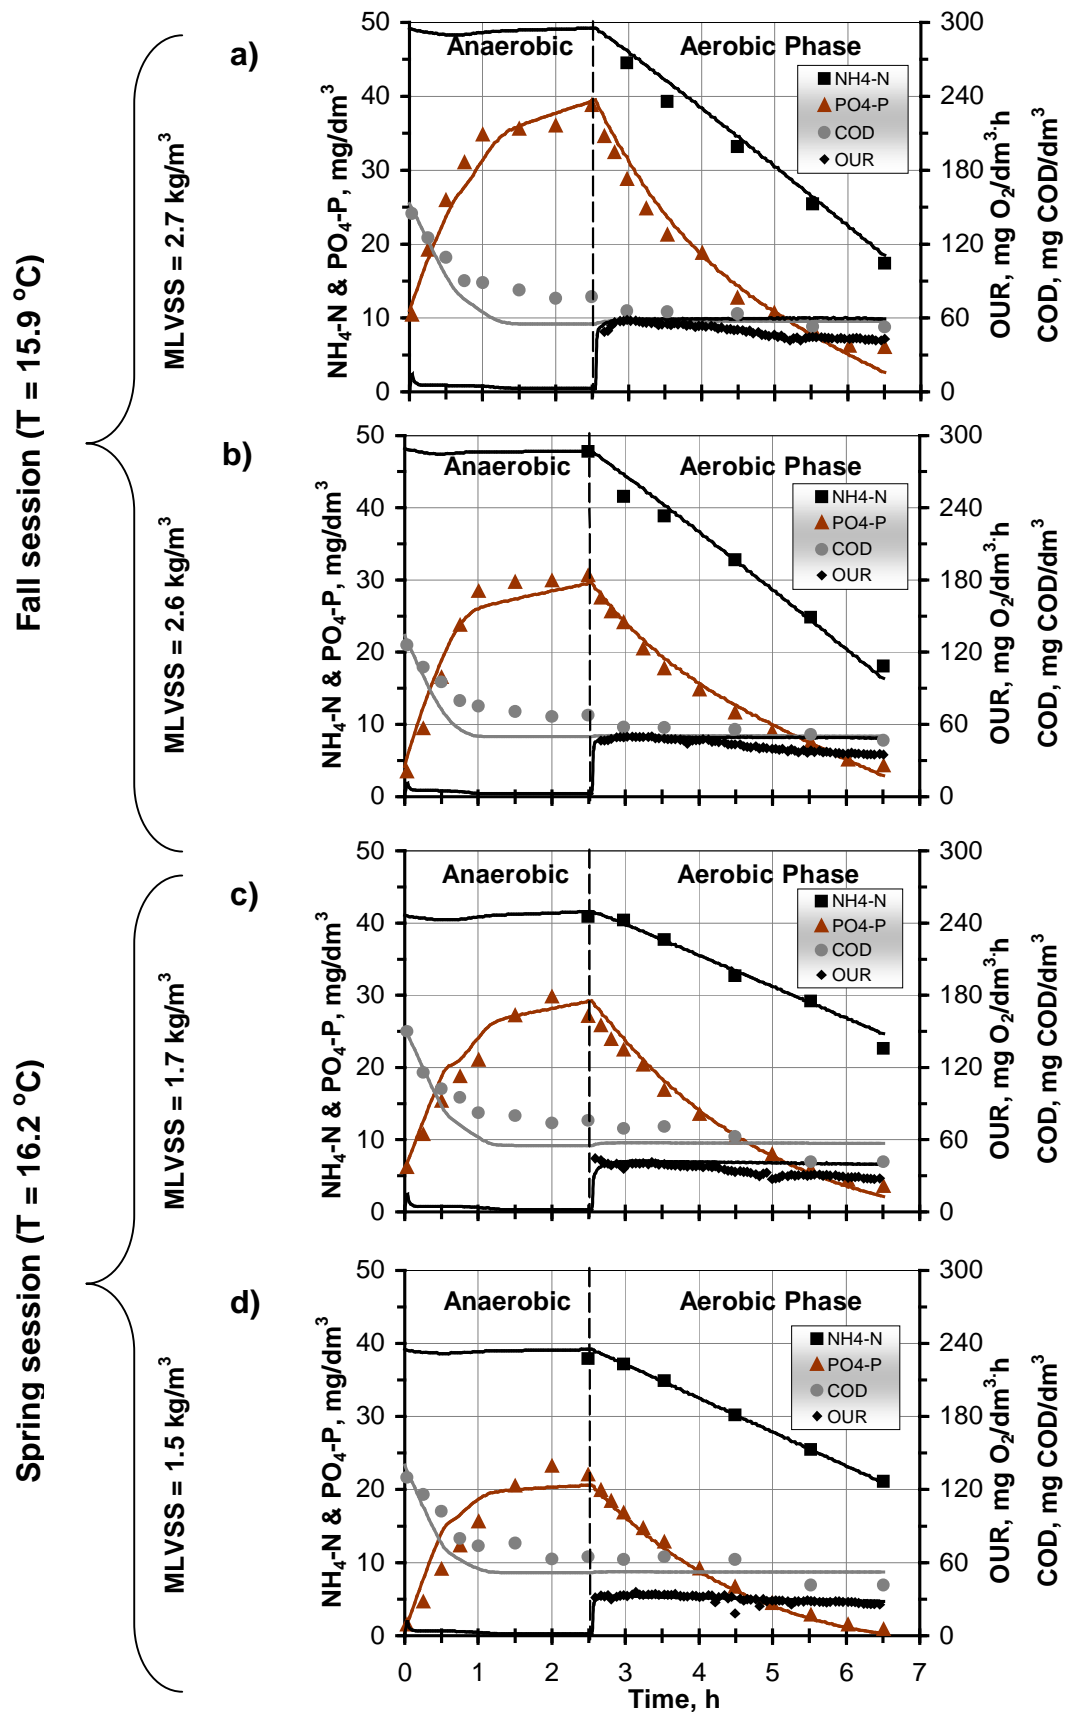 Fall session (T = 15.9 °C)
Spring session (T = 16.2 °C)
MLVSS = 2.7 kg/m³
a)
Anaerobic
Aerobic Phase
NH4-N
PO4-P
COD
OUR
NH₄-N & PO₄-P, mg/dm³
50
40
30
20
10
0
300
240
180
120
60
0
OUR, mg O₂/dm³·h
COD, mg COD/dm³
MLVSS = 2.6 kg/m³
b)
Anaerobic
Aerobic Phase
NH4-N
PO4-P
COD
OUR
NH₄-N & PO₄-P, mg/dm³
50
40
30
20
10
0
300
240
180
120
60
0
OUR, mg O₂/dm³·h
COD, mg COD/dm³
MLVSS = 1.7 kg/m³
c)
Anaerobic
Aerobic Phase
NH4-N
PO4-P
COD
OUR
NH₄-N & PO₄-P, mg/dm³
50
40
30
20
10
0
300
240
180
120
60
0
OUR, mg O₂/dm³·h
COD, mg COD/dm³
MLVSS = 1.5 kg/m³
d)
Anaerobic
Aerobic Phase
NH4-N
PO4-P
COD
OUR
NH₄-N & PO₄-P, mg/dm³
50
40
30
20
10
0
300
240
180
120
60
0
OUR, mg O₂/dm³·h
COD, mg COD/dm³
0 1 2 3 4 5 6 7
Time, h